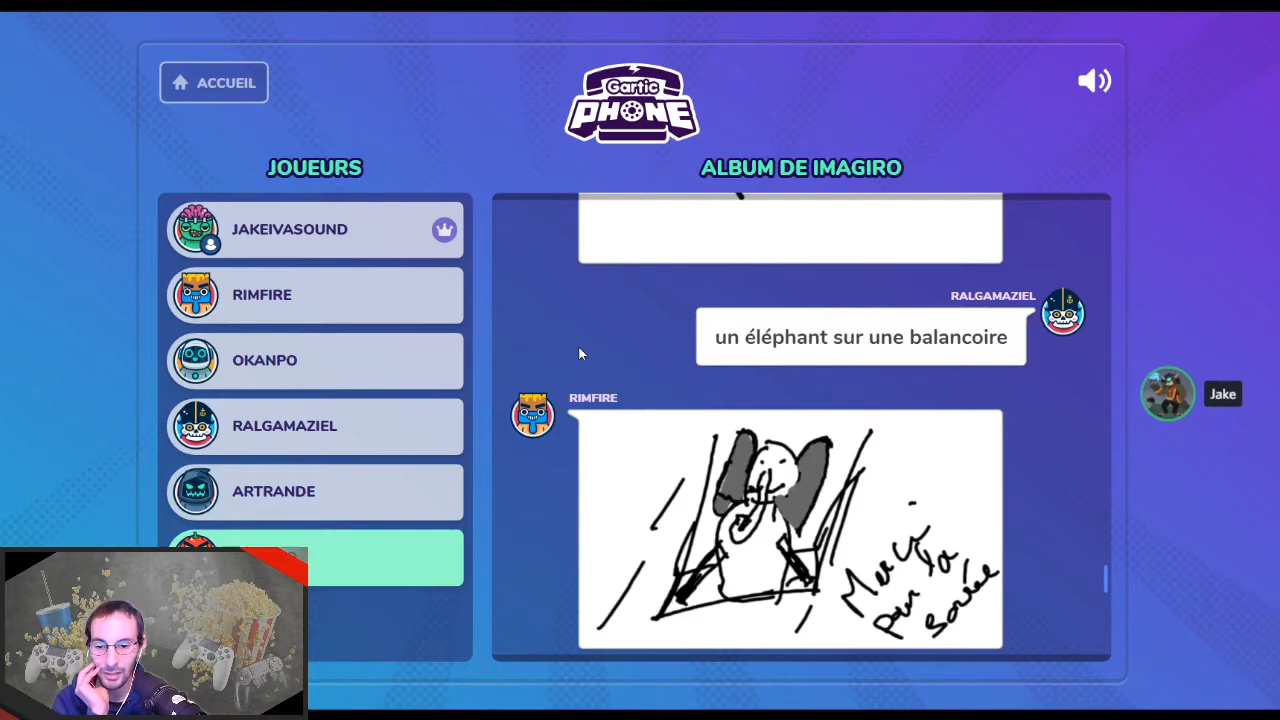 ACCUEIL
Gartic
PHONE
JOUEURS
ALBUM DE IMAGIRO
JAKEIVASOUND
RIMFIRE
OKANPO
RALGAMAZIEL
ARTRANDE
RALGAMAZIEL
un éléphant sur une balancoire
RIMFIRE
Merci
pour la
soirée
Jake